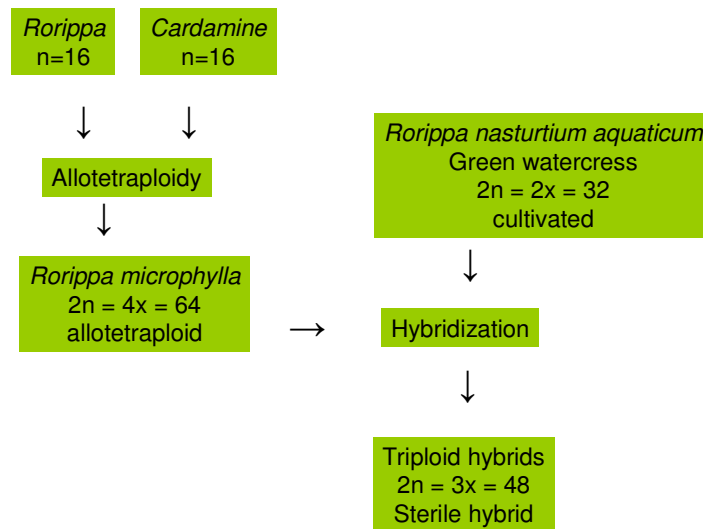 Rorippa
n=16
Cardamine
n=16
Allotetraploidy
Rorippa microphylla
2n = 4x = 64
allotetraploid
Rorippa nasturtium aquaticum
Green watercress
2n = 2x = 32
cultivated
Hybridization
Triploid hybrids
2n = 3x = 48
Sterile hybrid